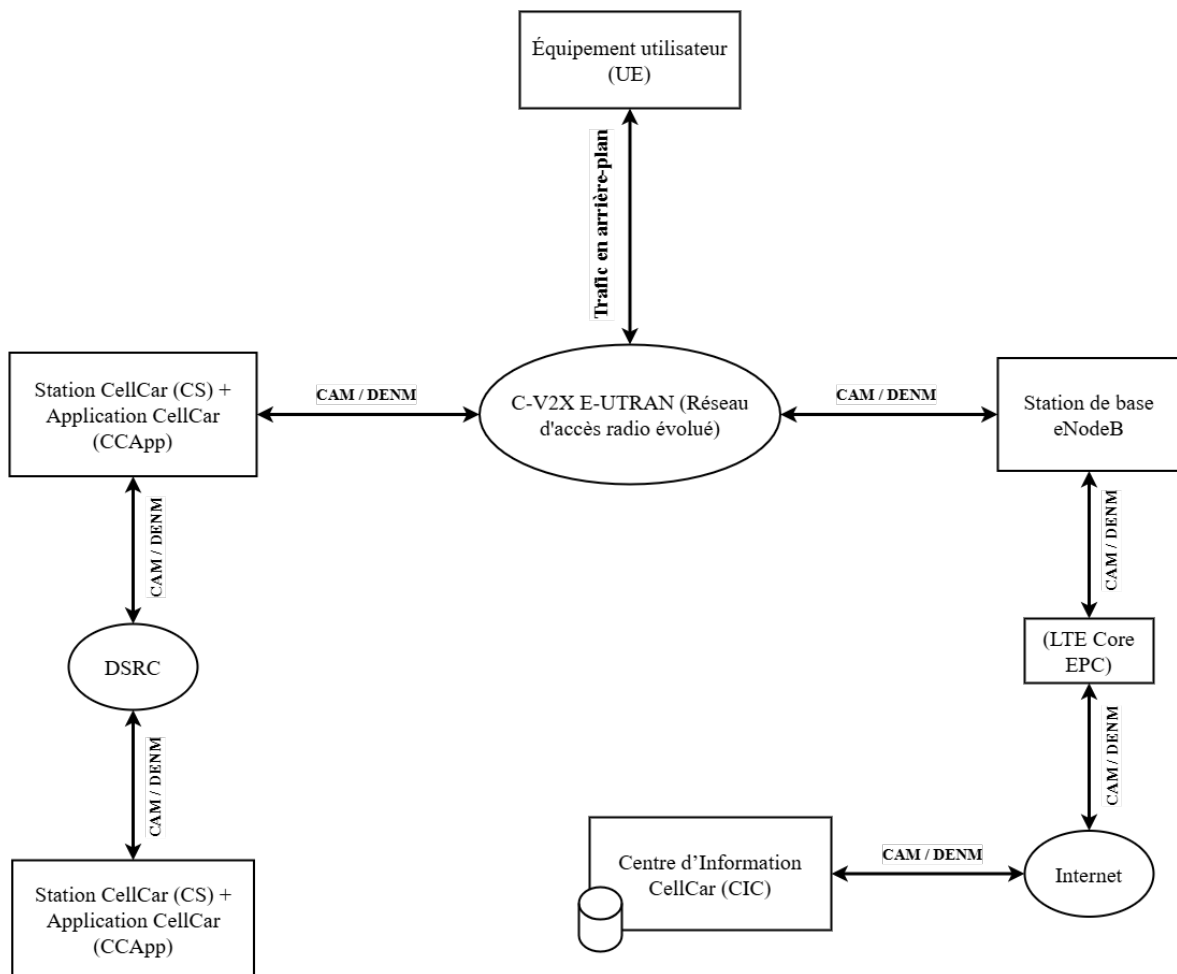 Équipement utilisateur
(UE)
Trafic en arrière-plan
Station CellCar (CS) +
Application CellCar
(CCApp)
CAM / DENM
C-V2X E-UTRAN (Réseau
d'accès radio évolué)
CAM / DENM
Station de base
eNodeB
CAM / DENM
CAM / DENM
DSRC
(LTE Core
EPC)
CAM / DENM
CAM / DENM
Station CellCar (CS) +
Application CellCar
(CCApp)
Centre d’Information
CellCar (CIC)
CAM / DENM
Internet